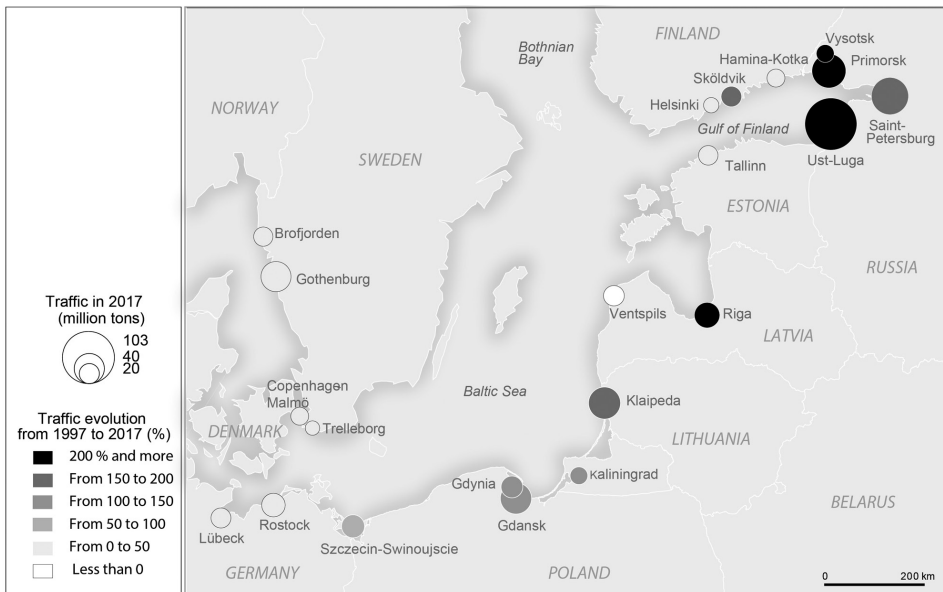 Traffic in 2017
(million tons)
103
40
20
Traffic evolution
from 1997 to 2017 (%)
200 % and more
From 150 to 200
From 100 to 150
From 50 to 100
From 0 to 50
Less than 0
Bothnian
Bay
FINLAND
Vysotsk
Hamina-Kotka
Primorsk
Sköldvik
Helsinki
NORWAY
Gulf of Finland
Saint-
Petersburg
Ust-Luga
SWEDEN
Tallinn
ESTONIA
Brofjorden
RUSSIA
Gothenburg
Ventspils
Riga
LATVIA
Copenhagen
Malmö
Baltic Sea
Klaipeda
DENMARK
Trelleborg
LITHUANIA
Gdynia
Kaliningrad
Gdansk
BELARUS
Rostock
Lübeck
Szczecin-Swinoujscie
GERMANY
POLAND
0 200 km